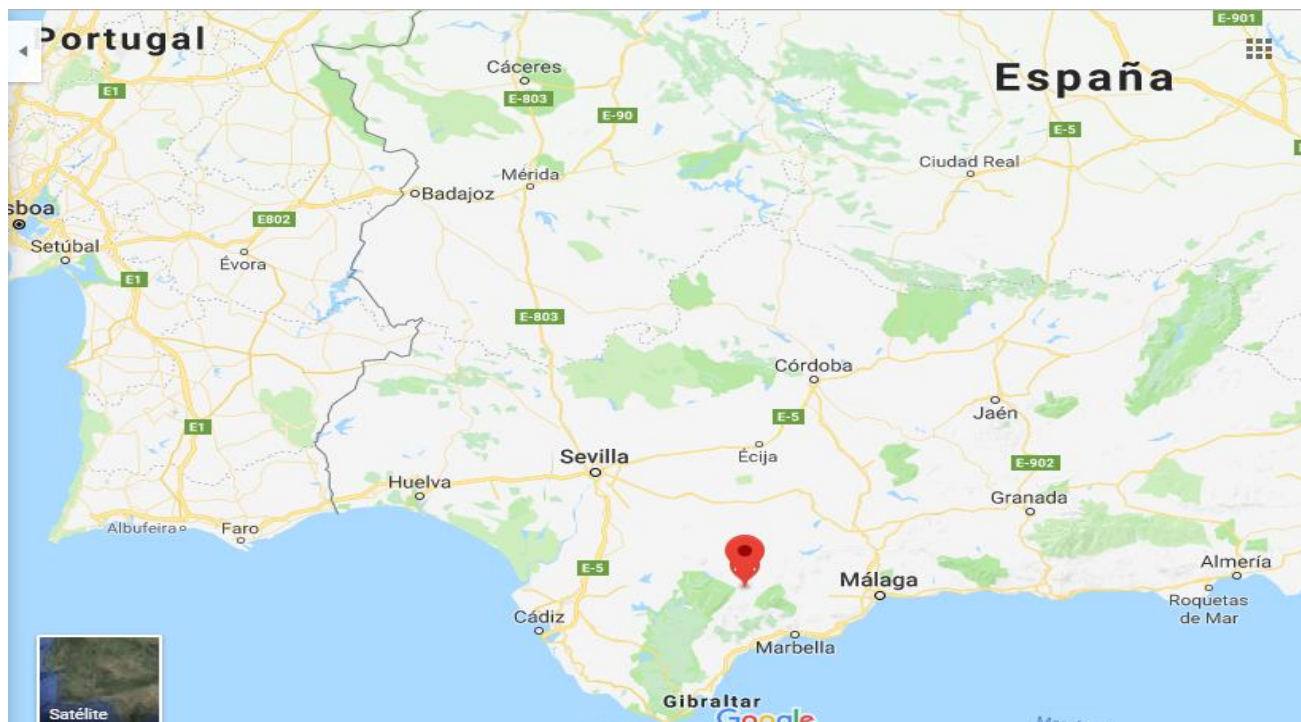 Portugal
E-901
Cáceres
España
E1
E-803
E-90
E-5
Ciudad Real
Mérida
Badajoz
sboa
E802
Setúbal
Évora
E1
E-803
Córdoba
E1
E-5
Jaén
Sevilla
Écija
E-902
Huelva
Granada
Albufeira
Faro
E-5
Almería
Málaga
Cádiz
Roquetas
de Mar
Marbella
Gibraltar
Google
Satélite